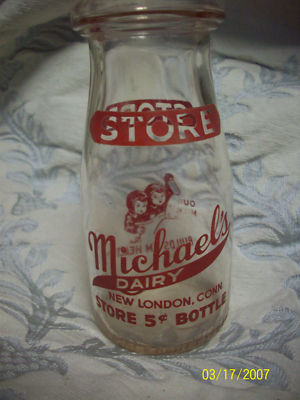 STORE
Michael's
DAIRY
NEW LONDON, CONN
STORE 5¢ BOTTLE
03/17/2007